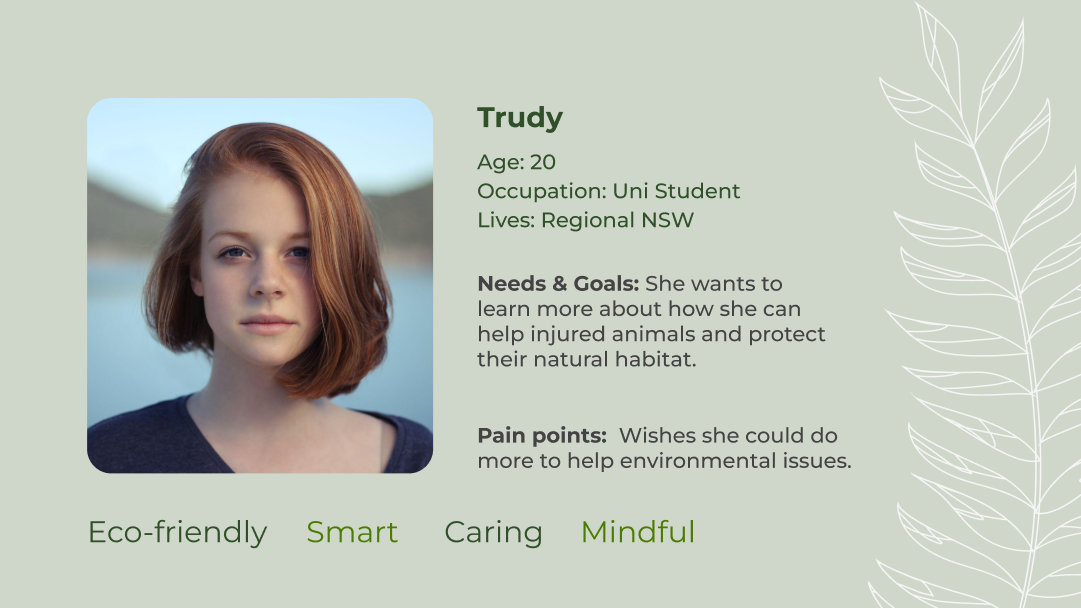 Trudy
Age: 20
Occupation: Uni Student
Lives: Regional NSW
Needs & Goals: She wants to
learn more about how she can
help injured animals and protect
their natural habitat.
Pain points:  Wishes she could do
more to help environmental issues.
Eco-friendly Smart Caring Mindful